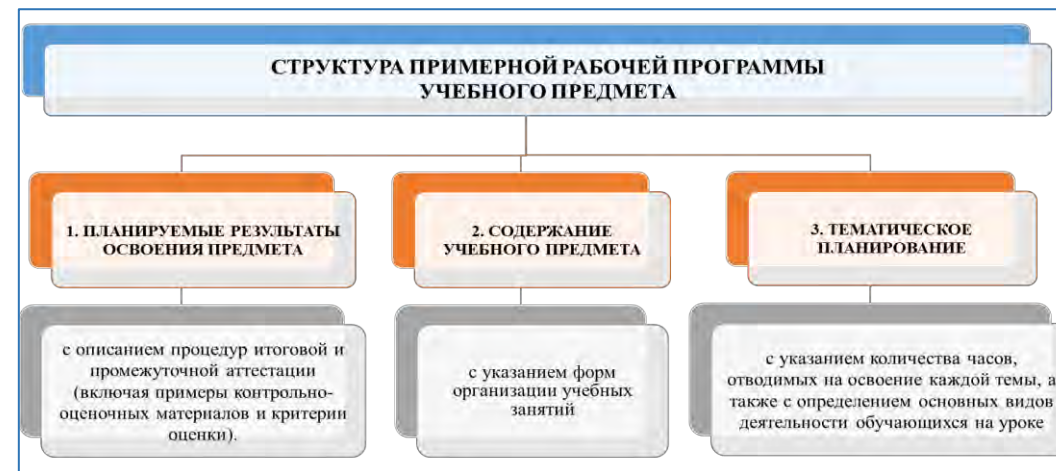 СТРУКТУРА ПРИМЕРНОЙ РАБОЧЕЙ ПРОГРАММЫ
УЧЕБНОГО ПРЕДМЕТА
1. ПЛАНИРУЕМЫЕ РЕЗУЛЬТАТЫ
ОСВОЕНИЯ ПРЕДМЕТА
2. СОДЕРЖАНИЕ
УЧЕБНОГО ПРЕДМЕТА
3. ТЕМАТИЧЕСКОЕ
ПЛАНИРОВАНИЕ
с описанием процедур итоговой и
промежуточной аттестации
(включая примеры контрольно-
оценочных материалов и критерии
оценки).
с указанием форм
организации учебных
занятий
с указанием количества часов,
отводимых на освоение каждой темы, а
также с определением основных видов
деятельности обучающихся на уроке